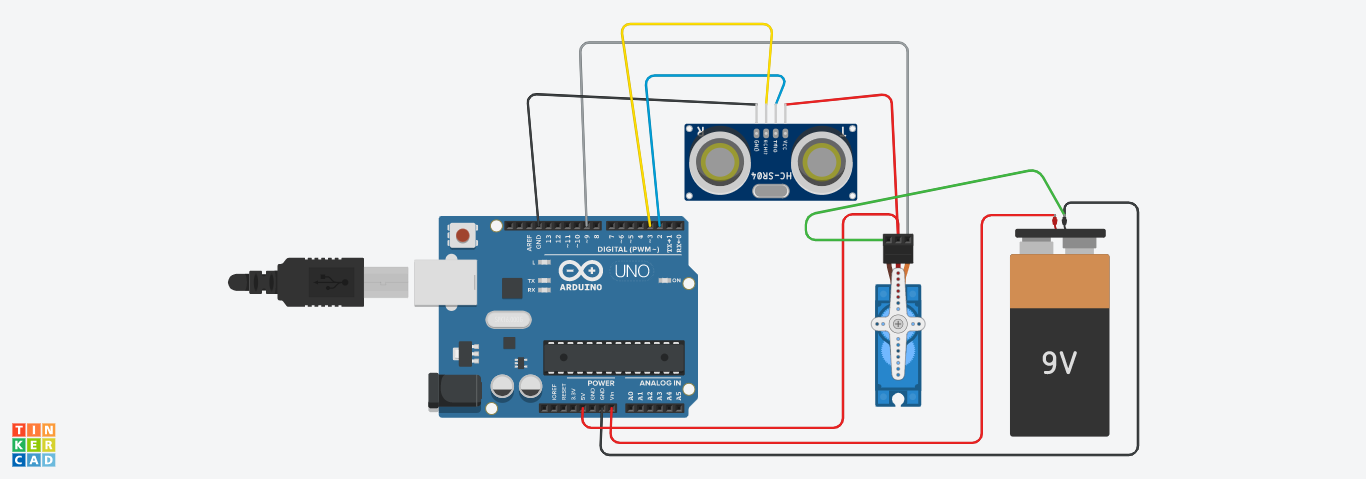 R
T
GND
ECHO
TRIG
VCC
HC-SR04
AREF
GND
13
12
~11
~10
~9
8
7
~6
~5
4
~3
2
TX→1
RX←0
DIGITAL (PWM~)
L
TX
RX
UNO
ARDUINO
ON
POWER
ANALOG IN
IOREF
RESET
3.3V
5V
GND
GND
Vin
A0
A1
A2
A3
A4
A5
9V
TIN
KER
CAD